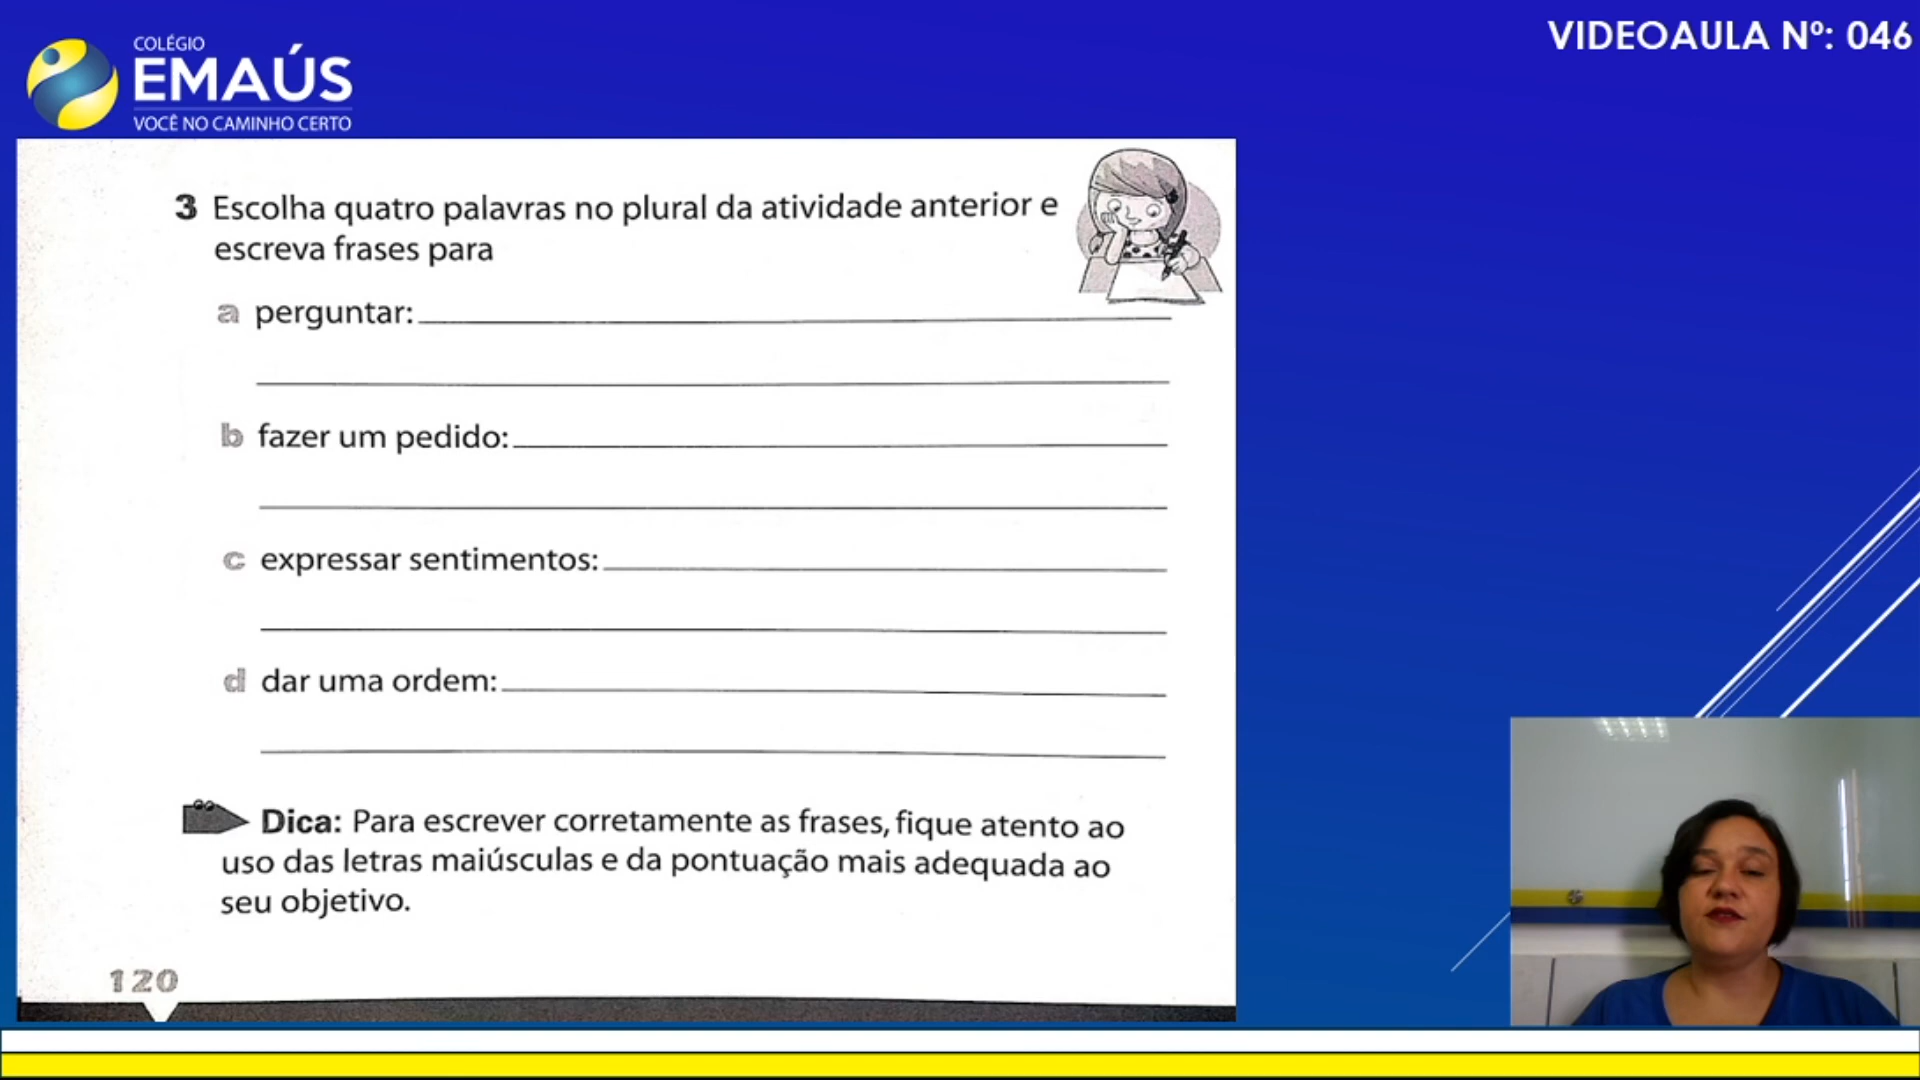 COLÉGIO
EMAÚS
VOCÊ NO CAMINHO CERTO
VIDEOAULA Nº: 046
3 Escolha quatro palavras no plural da atividade anterior e
escreva frases para
a perguntar:
b fazer um pedido:
c expressar sentimentos:
d dar uma ordem:
Dica: Para escrever corretamente as frases, fique atento ao
uso das letras maiúsculas e da pontuação mais adequada ao
seu objetivo.
120